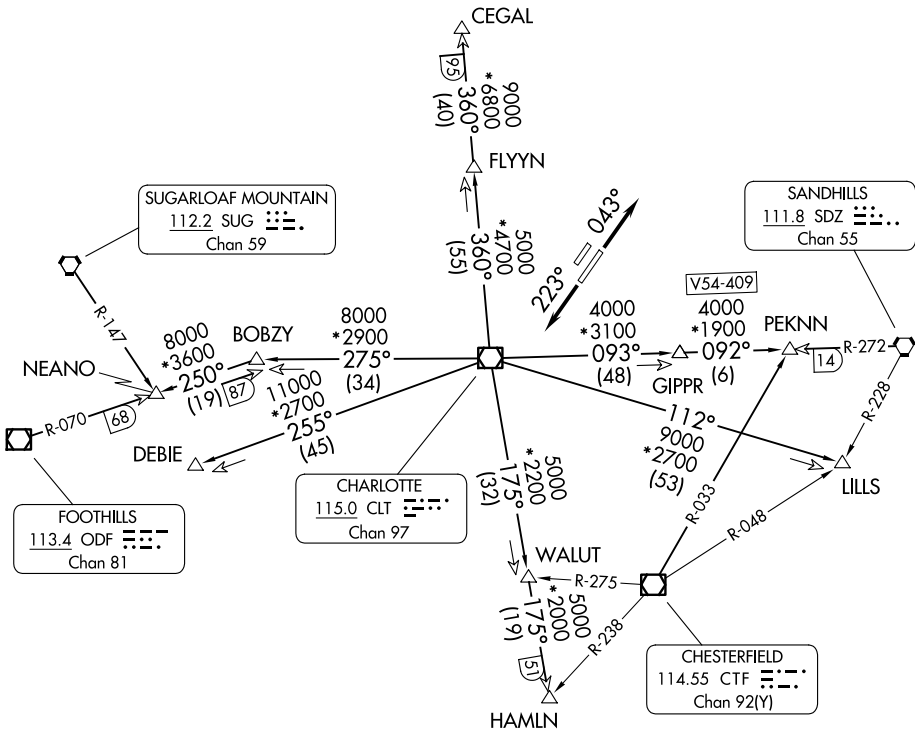 CEGAL
95
360°
(40)
9000
*6800
FLYYN
360°
(55)
5000
*4700
SUGARLOAF MOUNTAIN
112.2 SUG
Chan 59
043°
223°
SANDHILLS
111.8 SDZ
Chan 55
R-147
NEANO
8000
*3600
250°
(19)
87
BOBZY
8000
*2900
275°
(34)
4000
*3100
093°
(48)
GIPPR
V54-409
4000
*1900
092°
(6)
PEKNN
14
R-272
R-228
R-070
68
DEBIE
11000
*2700
255°
(45)
112°
9000
*2700
(53)
LILLS
FOOTHILLS
113.4 ODF
Chan 81
CHARLOTTE
115.0 CLT
Chan 97
5000
*2200
175°
(32)
R-033
R-048
WALUT
R-275
5000
*2000
175°
(19)
51
R-238
HAMLN
CHESTERFIELD
114.55 CTF
Chan 92(Y)